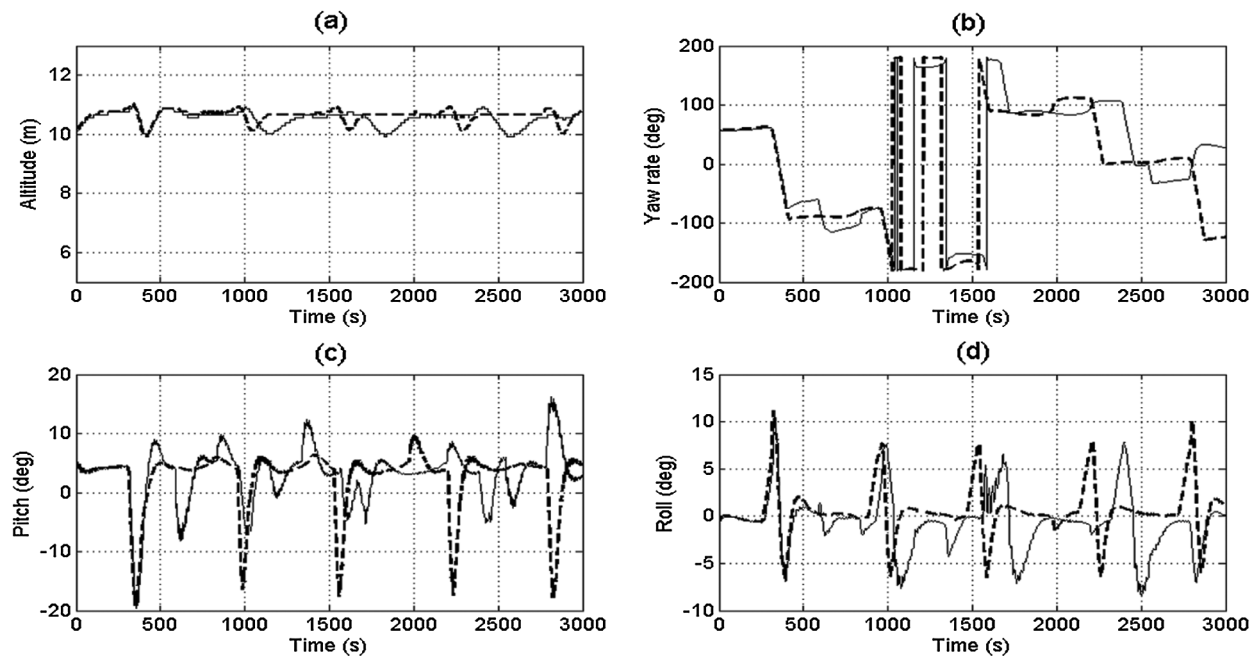 (a)
12
10
8
6
Altitude (m)
0 500 1000 1500 2000 2500 3000
Time (s)
(b)
200
100
0
-100
-200
Yaw rate (deg)
0 500 1000 1500 2000 2500 3000
Time (s)
(c)
20
10
0
-10
-20
Pitch (deg)
0 500 1000 1500 2000 2500 3000
Time (s)
(d)
15
10
5
0
-5
-10
Roll (deg)
0 500 1000 1500 2000 2500 3000
Time (s)